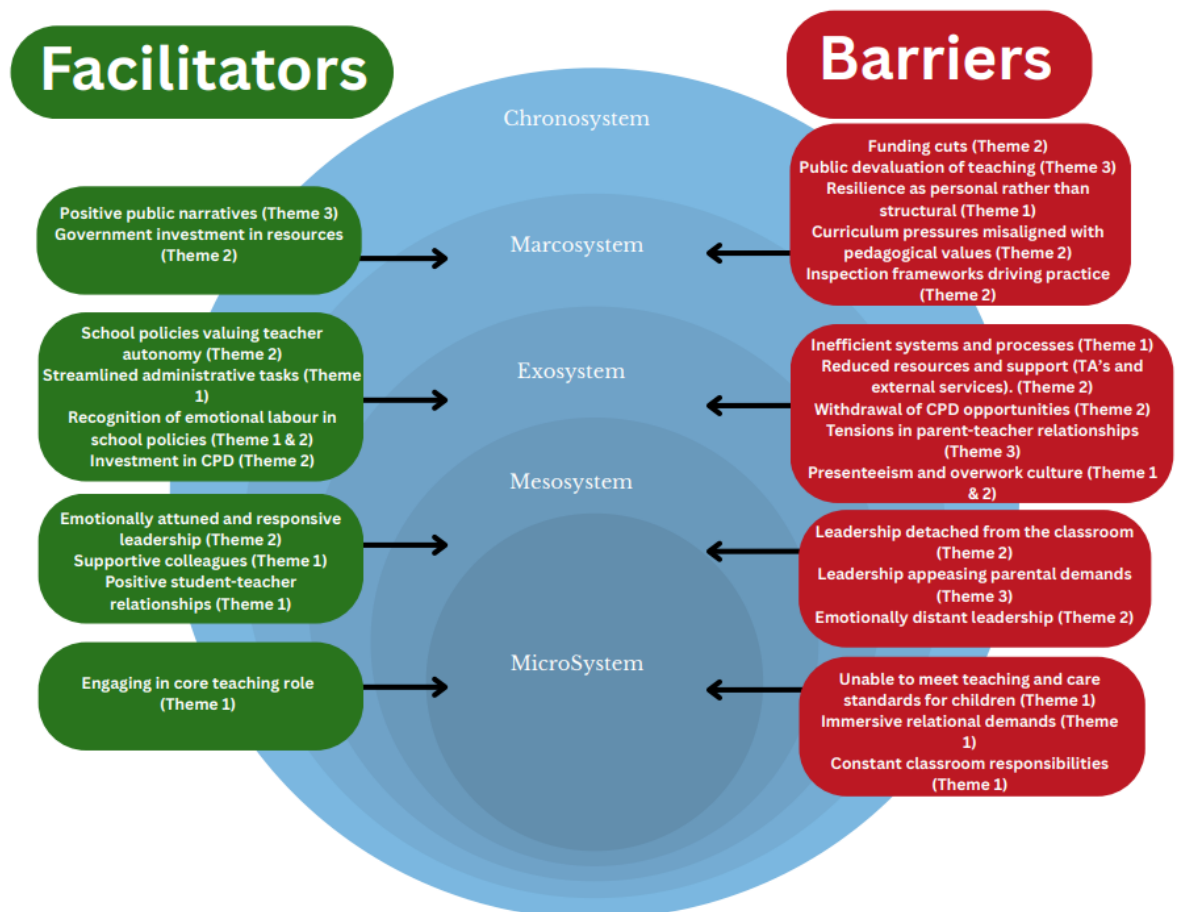 Facilitators
Barriers
Chronosystem
Funding cuts (Theme 2)
Public devaluation of teaching (Theme 3)
Resilience as personal rather than
structural (Theme 1)
Curriculum pressures misaligned with
pedagogical values (Theme 2)
Inspection frameworks driving practice
(Theme 2)
Positive public narratives (Theme 3)
Government investment in resources
(Theme 2)
Marcosystem
School policies valuing teacher
autonomy (Theme 2)
Streamlined administrative tasks (Theme
1)
Recognition of emotional labour in
school policies (Theme 1 & 2)
Investment in CPD (Theme 2)
Exosystem
Inefficient systems and processes (Theme 1)
Reduced resources and support (TA's and
external services). (Theme 2)
Withdrawal of CPD opportunities (Theme 2)
Tensions in parent-teacher relationships
(Theme 3)
Presenteeism and overwork culture (Theme 1
& 2)
Mesosystem
Emotionally attuned and responsive
leadership (Theme 2)
Supportive colleagues (Theme 1)
Positive student-teacher
relationships (Theme 1)
Leadership detached from the classroom
(Theme 2)
Leadership appeasing parental demands
(Theme 3)
Emotionally distant leadership (Theme 2)
MicroSystem
Engaging in core teaching role
(Theme 1)
Unable to meet teaching and care
standards for children (Theme 1)
Immersive relational demands (Theme
1)
Constant classroom responsibilities
(Theme 1)